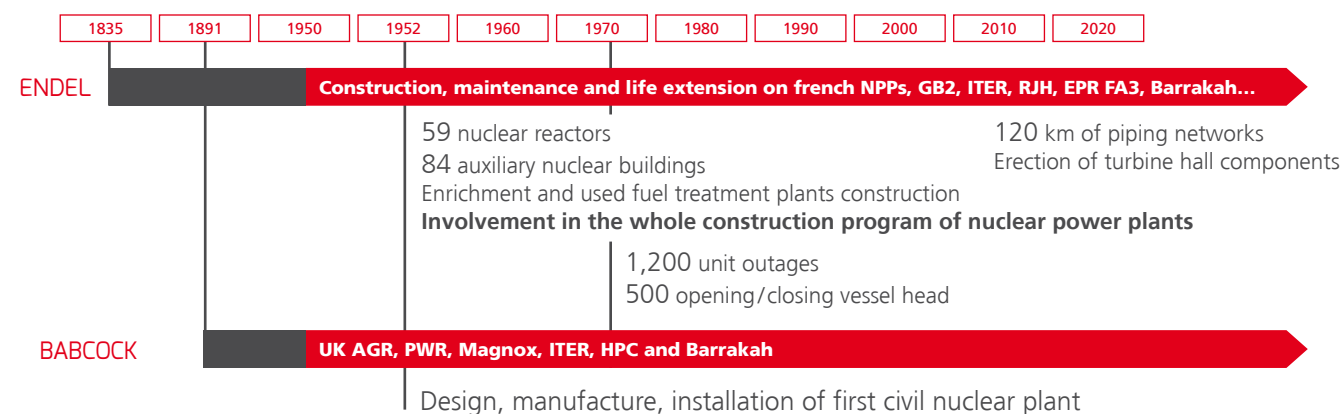 1835 1891 1950 1952 1960 1970 1980 1990 2000 2010 2020
ENDEL
Construction, maintenance and life extension on french NPPs, GB2, ITER, RJH, EPR FA3, Barrakah…
59 nuclear reactors
84 auxiliary nuclear buildings
Enrichment and used fuel treatment plants construction
Involvement in the whole construction program of nuclear power plants
120 km of piping networks
Erection of turbine hall components
1,200 unit outages
500 opening/closing vessel head
BABCOCK
UK AGR, PWR, Magnox, ITER, HPC and Barrakah
Design, manufacture, installation of first civil nuclear plant